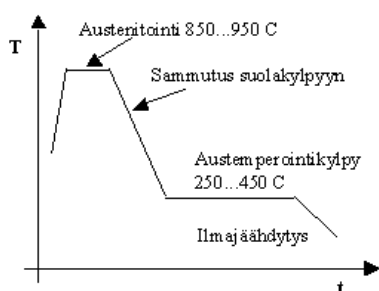 Austenitointi 850...950 C
T
Sammutus suolakylpyyn
Austemperointikylpy
250...450 C
Ilmajäähdytys
t